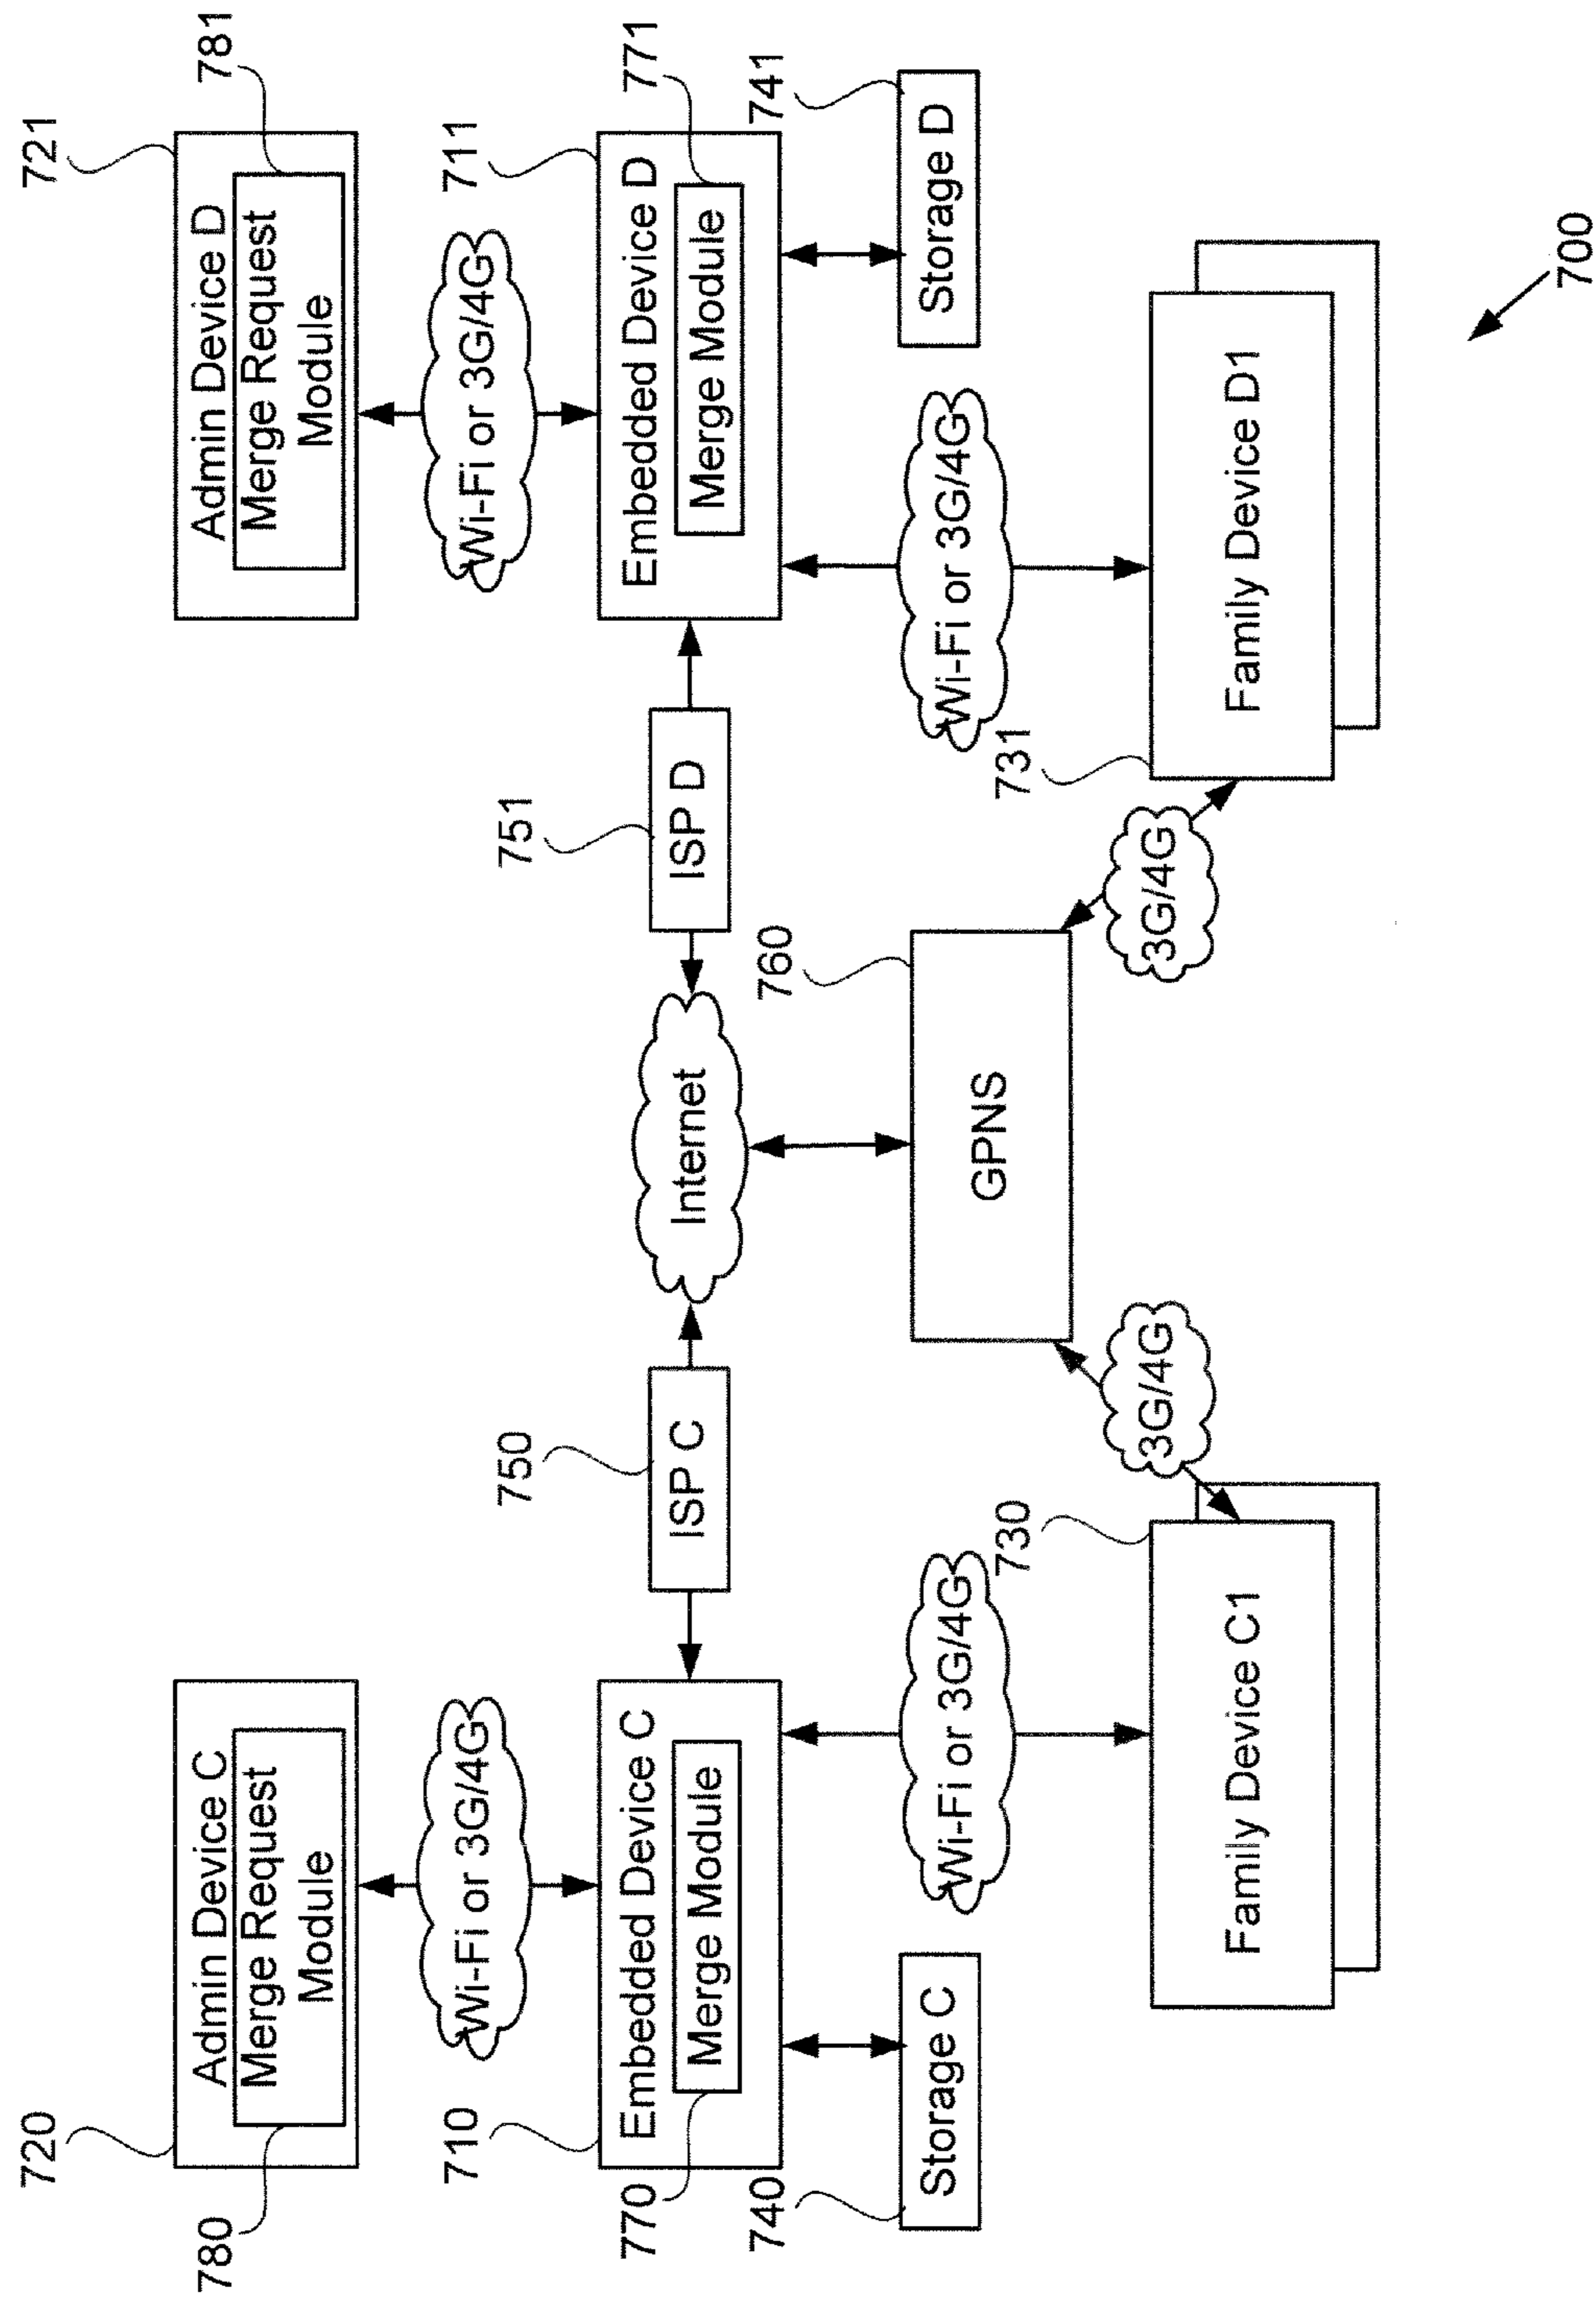 720
780
Admin Device C
Merge Request
Module
721
781
Admin Device D
Merge Request
Module
Wi-Fi or 3G/4G
Wi-Fi or 3G/4G
710
770
Embedded Device C
Merge Module
750
ISP C
Internet
751
ISP D
711
771
Embedded Device D
Merge Module
740
Storage C
Wi-Fi or 3G/4G
760
GPNS
Wi-Fi or 3G/4G
741
Storage D
730
Family Device C1
3G/4G
3G/4G
731
Family Device D1
700